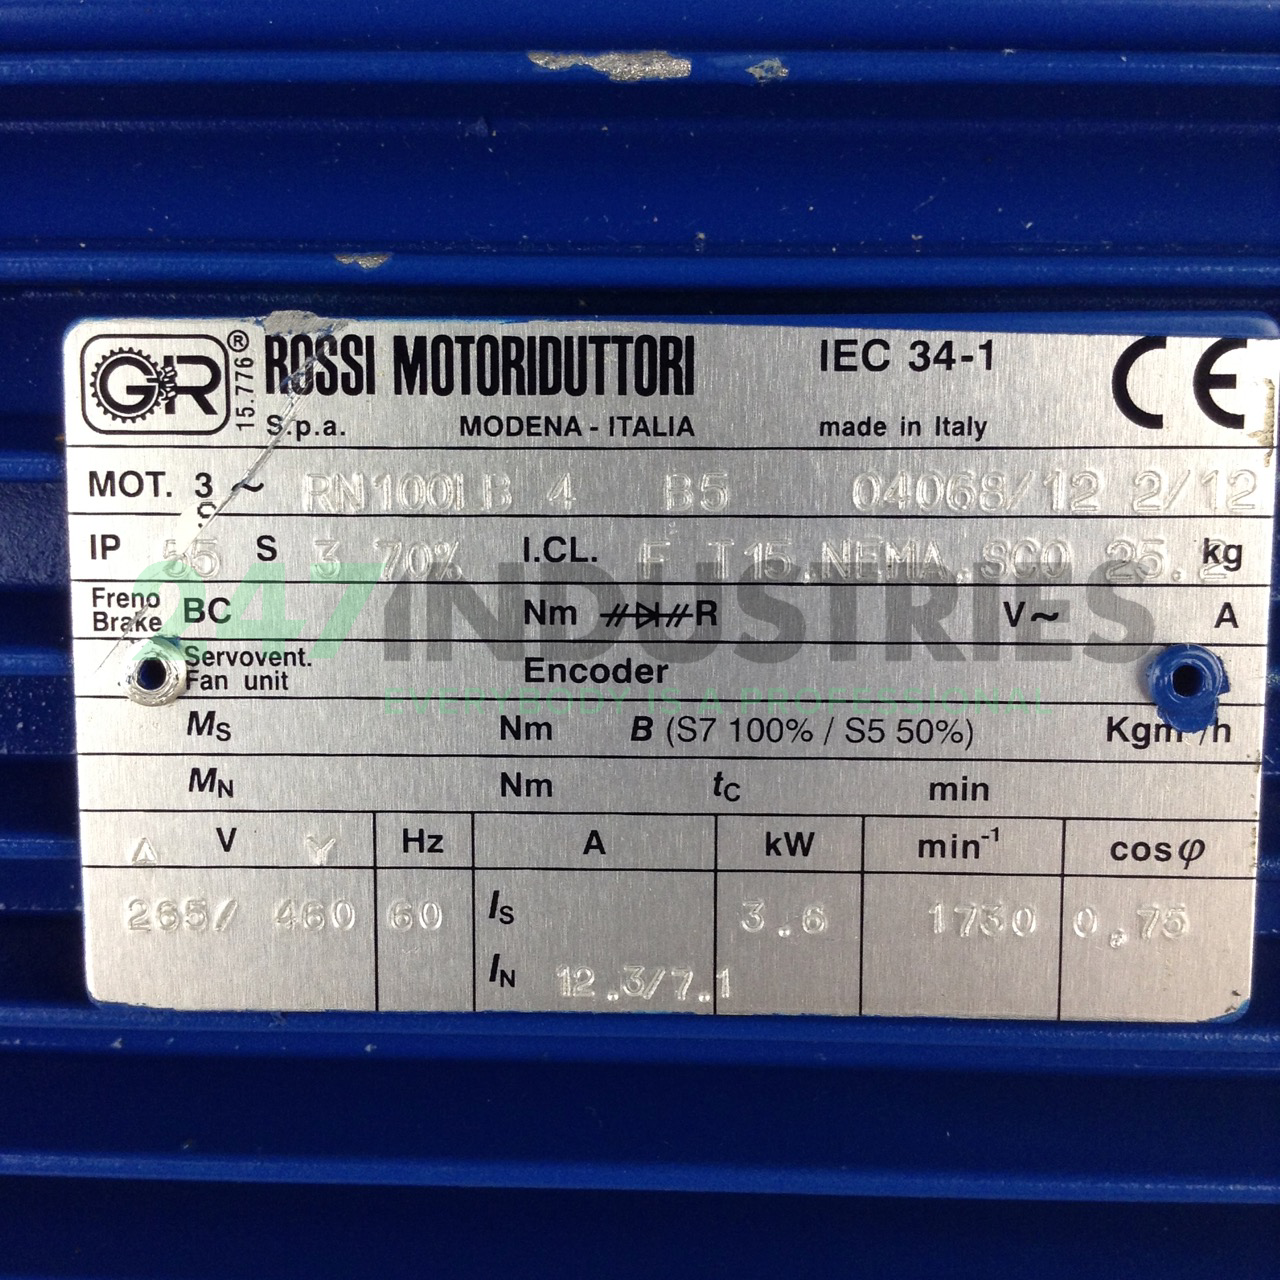 GR ® 15.776 ROSSI MOTORIDUTTORI IEC 34-1 CE
S.p.a. MODENA - ITALIA made in Italy
MOT. 3 ~ RN100LB 4 B5 04068/12 2/12
IP 55 S 3 70% I.CL. F T15.NEMA.SCO 25.2 kg
Freno
Brake BC Nm R V~ A
247INDUSTRIES
Servovent.
Fan unit Encoder
EVERYBODY IS A PROFESSIONAL
MS Nm B (S7 100% / S5 50%) Kgm /h
MN Nm tC min
Δ V Y Hz A kW min-1 cosφ
265/ 460 60 IS 3.6 1730 0,75
IN 12.3/7.1